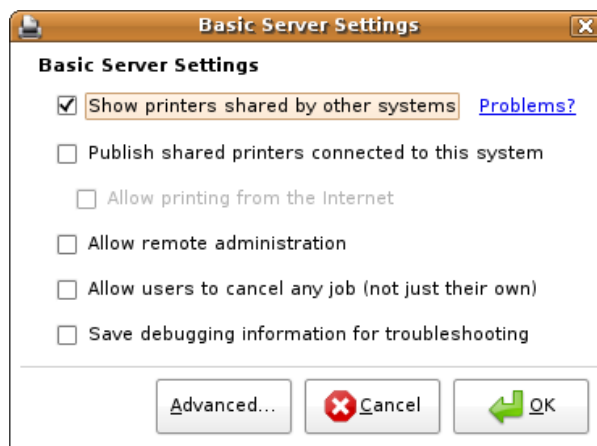 Basic Server Settings
Basic Server Settings
Show printers shared by other systems Problems?
Publish shared printers connected to this system
Allow printing from the Internet
Allow remote administration
Allow users to cancel any job (not just their own)
Save debugging information for troubleshooting
Advanced... Cancel OK